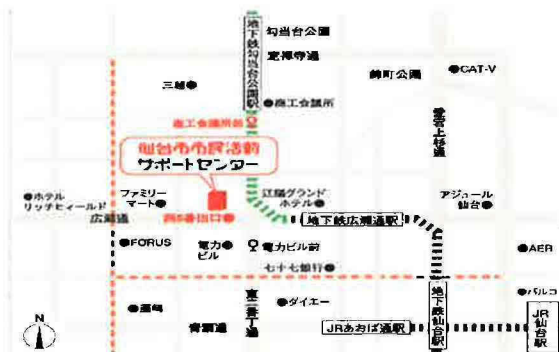 勾当台公園
定禅寺通
地下鉄勾当台公園駅
錦町公園
CAT-V
三越
商工会議所
愛宕上杉通
商工会議所前
仙台市市民活動
サポートセンター
ホテル
リッチフィールド
ファミリー
マート
江陽グランド
ホテル
アジュール
仙台
広瀬通
西5番出口
地下鉄広瀬通駅
FORUS
電力
ビル
電力ビル前
AER
七十七銀行
地下鉄仙台駅
パルコ
N
東二番丁通
ダイエー
青葉通
JRあおば通駅
JR
仙台駅